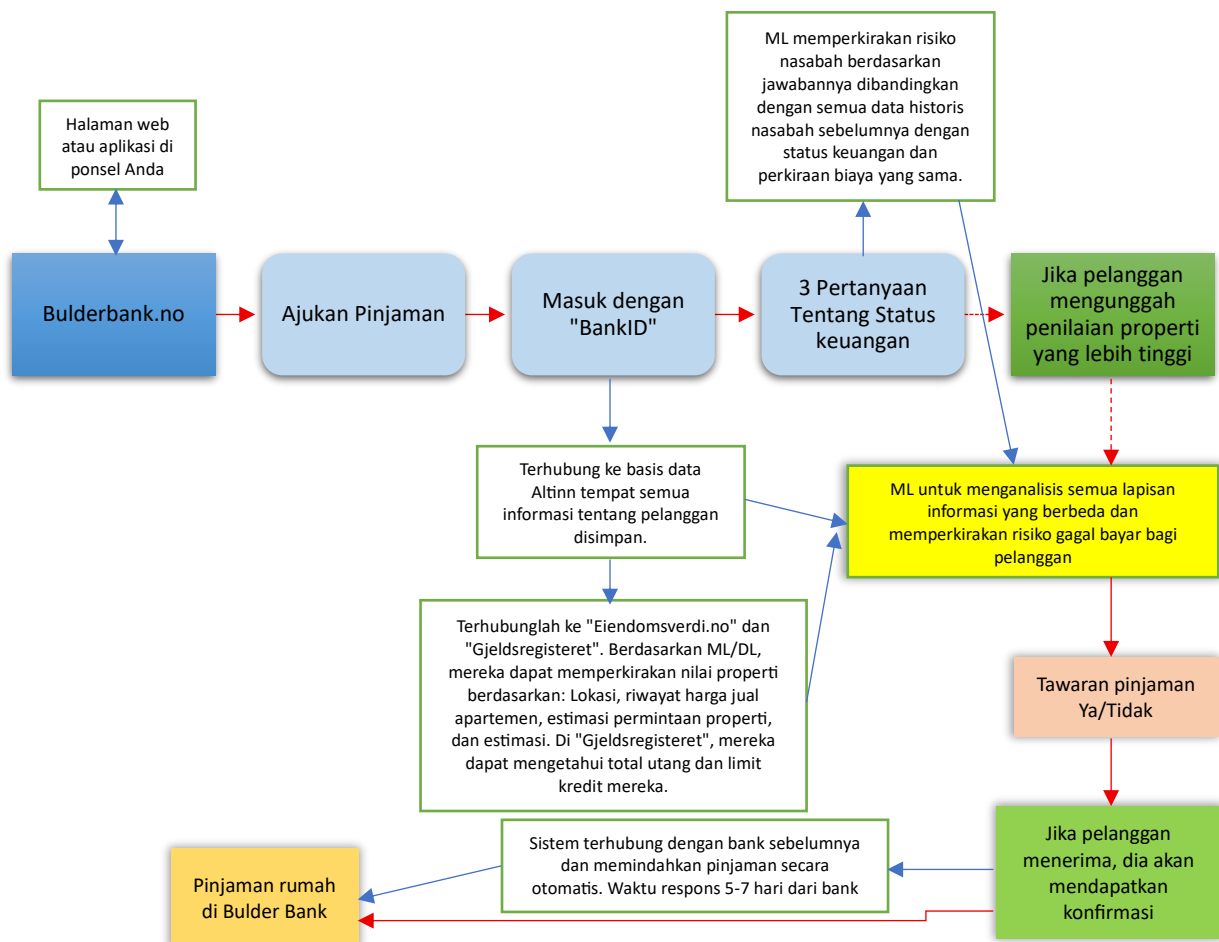 ML memperkirakan risiko
nasabah berdasarkan
jawabannya dibandingkan
dengan semua data historis
nasabah sebelumnya dengan
status keuangan dan
perkiraan biaya yang sama.
Halaman web
atau aplikasi di
ponsel Anda
Bulderbank.no
Ajukan Pinjaman
Masuk dengan
"BankID"
3 Pertanyaan
Tentang Status
keuangan
Jika pelanggan
mengunggah
penilaian properti
yang lebih tinggi
Terhubung ke basis data
Altinn tempat semua
informasi tentang pelanggan
disimpan.
ML untuk menganalisis semua lapisan
informasi yang berbeda dan
memperkirakan risiko gagal bayar bagi
pelanggan
Terhubunglah ke "Eiendomsverdi.no" dan
"Gjeldsregisteret". Berdasarkan ML/DL,
mereka dapat memperkirakan nilai properti
berdasarkan: Lokasi, riwayat harga jual
apartemen, estimasi permintaan properti,
dan estimasi. Di "Gjeldsregisteret", mereka
dapat mengetahui total utang dan limit
kredit mereka.
Tawaran pinjaman
Ya/Tidak
Jika pelanggan
menerima, dia akan
mendapatkan
konfirmasi
Sistem terhubung dengan bank sebelumnya
dan memindahkan pinjaman secara
otomatis. Waktu respons 5-7 hari dari bank
Pinjaman rumah
di Bulder Bank